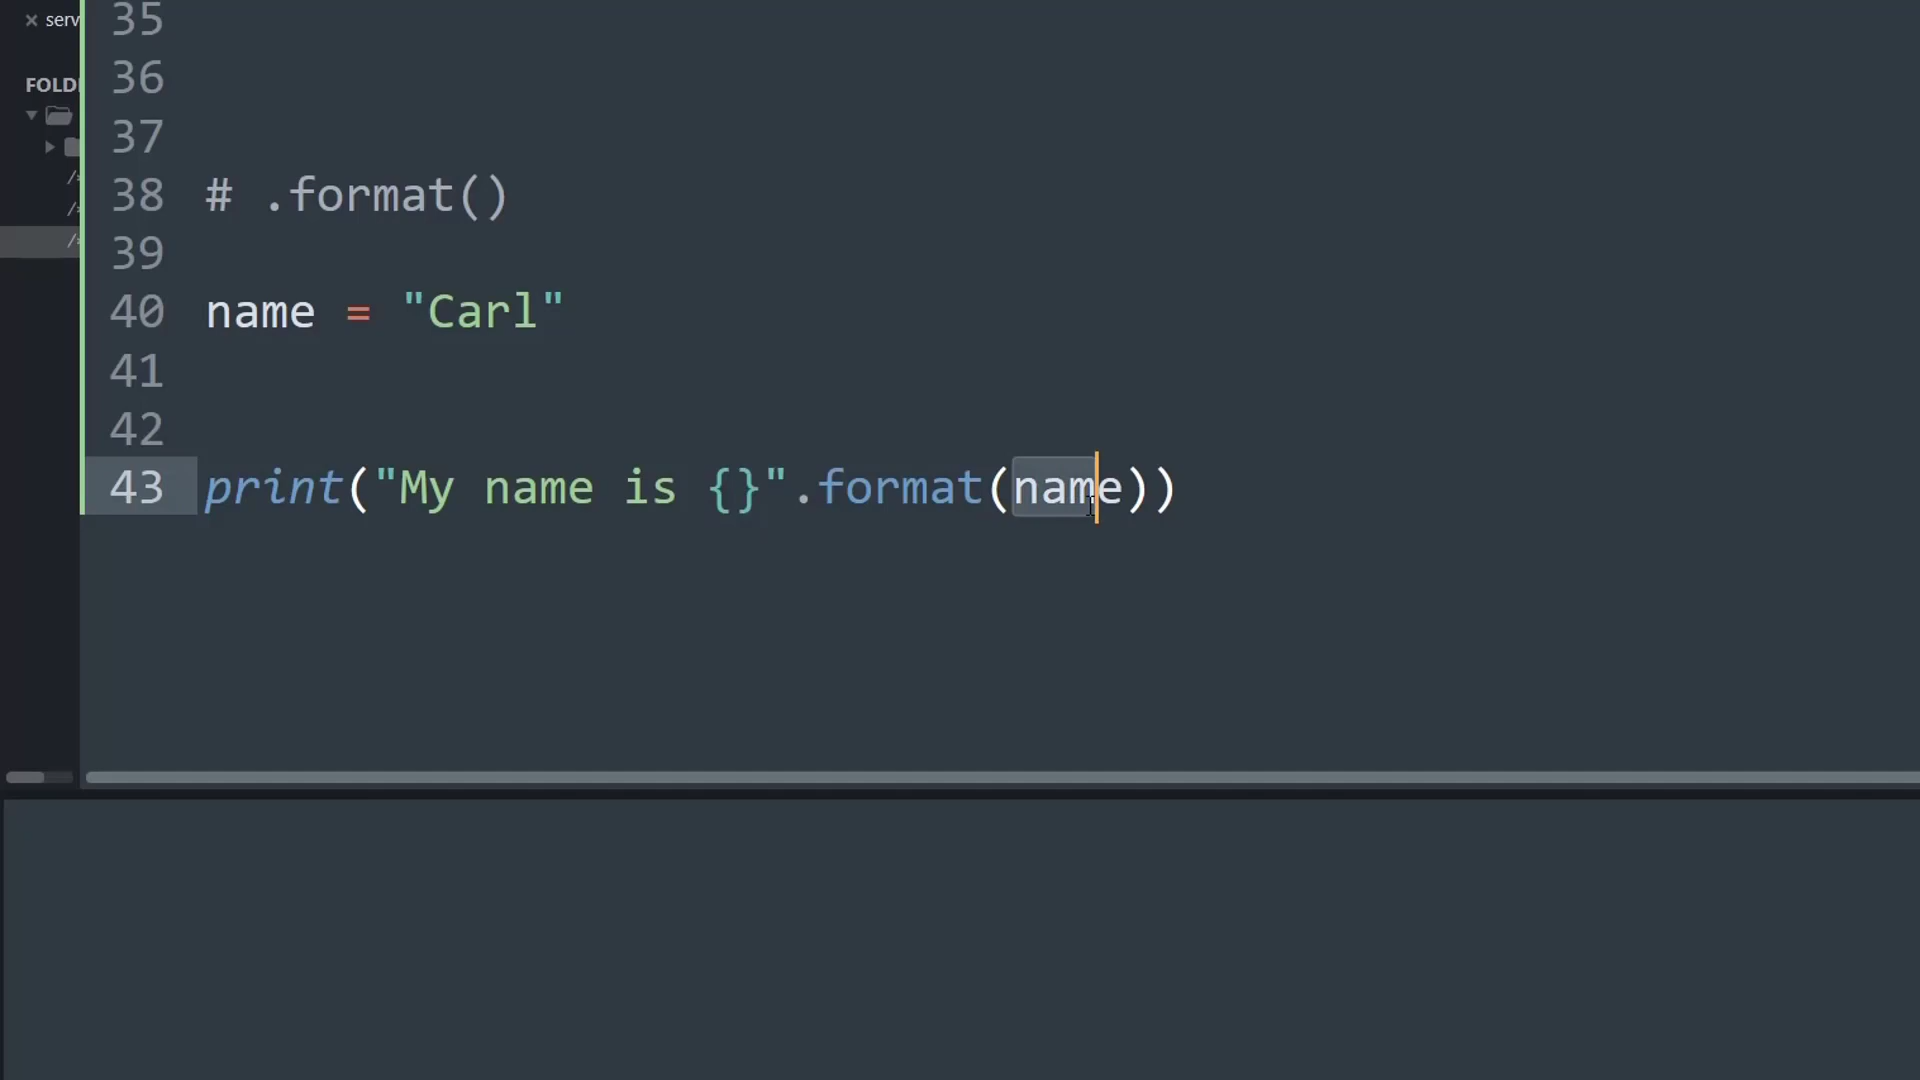 serv
FOLD
35
36
37
38 # .format()
39
40 name = "Carl"
41
42
43 print("My name is {}".format(name))